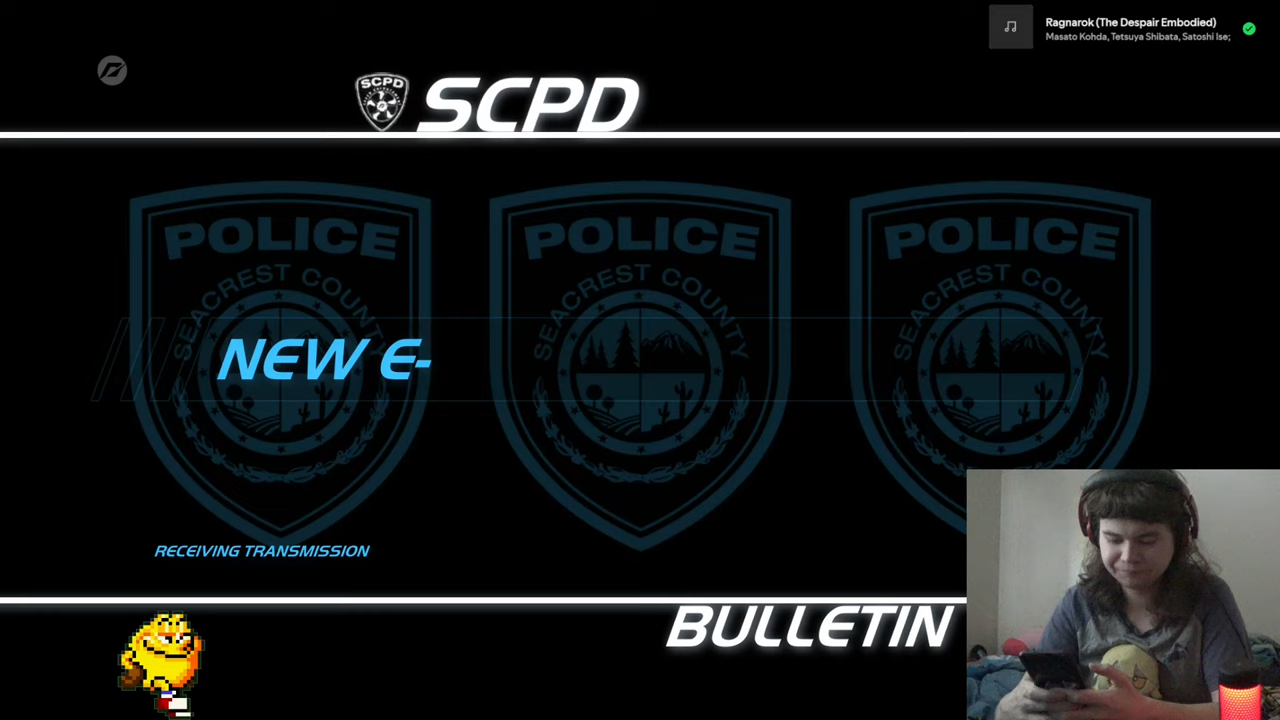 Ragnarok (The Despair Embodied)
Masato Kohda, Tetsuya Shibata, Satoshi Ise;
SCPD
SCPD
POLICE
SEACREST COUNTY
POLICE
SEACREST COUNTY
POLICE
SEACREST COUNTY
NEW E-
RECEIVING TRANSMISSION
BULLETIN